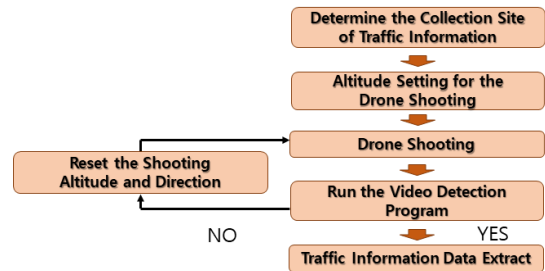 Determine the Collection Site
of Traffic Information
Altitude Setting for the
Drone Shooting
Drone Shooting
Reset the Shooting
Altitude and Direction
Run the Video Detection
Program
NO
YES
Traffic Information Data Extract